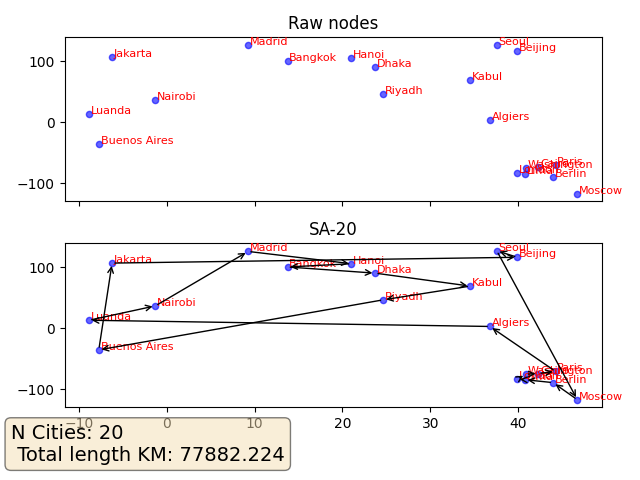 Raw nodes
Madrid
Seoul
Beijing
Jakarta
Hanoi
Bangkok
Dhaka
100
Kabul
Riyadh
Nairobi
Luanda
Algiers
0
Buenos Aires
Paris
Washington
Berlin
−100
Moscow
SA-20
Madrid
Seoul
Beijing
Jakarta
Hanoi
Bangkok
Dhaka
100
Kabul
Riyadh
Nairobi
Luanda
Algiers
0
Buenos Aires
Paris
Washington
Berlin
−100
Moscow
−10
0
10
20
30
40
N Cities: 20
Total length KM: 77882.224